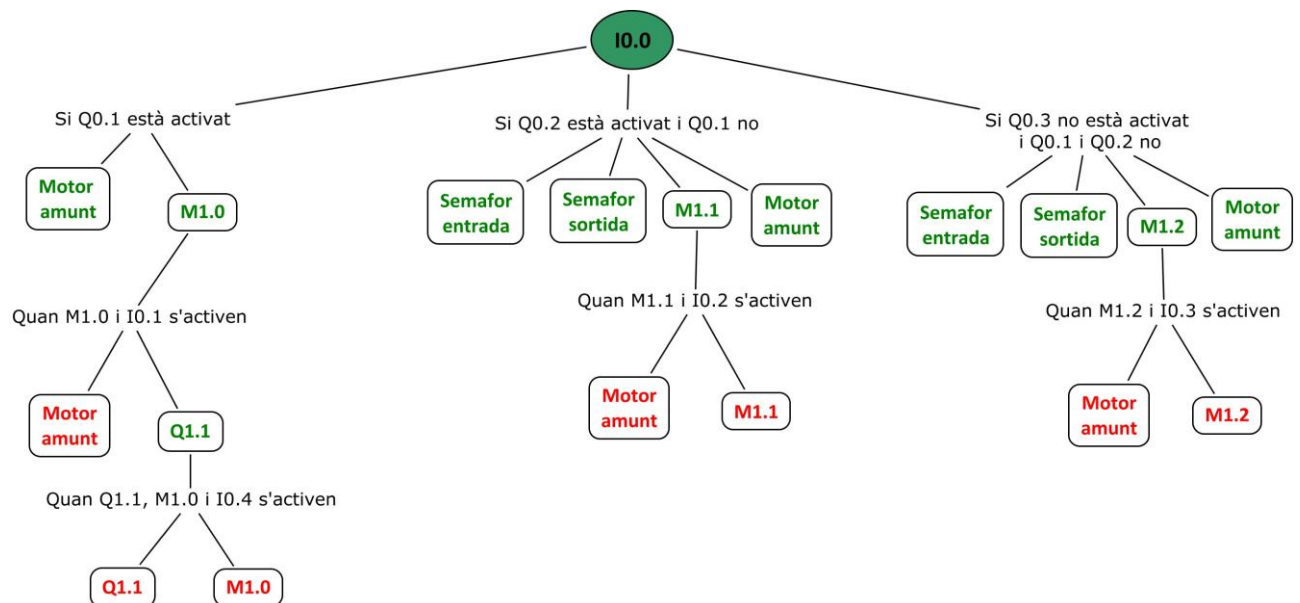 I0.0
Si Q0.1 està activat
Motor
amunt
M1.0
Quan M1.0 i I0.1 s'activen
Motor
amunt
Q1.1
Quan Q1.1, M1.0 i I0.4 s'activen
Q1.1
M1.0
Si Q0.2 està activat i Q0.1 no
Semafor
entrada
Semafor
sortida
M1.1
Motor
amunt
Quan M1.1 i I0.2 s'activen
Motor
amunt
M1.1
Si Q0.3 no està activat
i Q0.1 i Q0.2 no
Semafor
entrada
Semafor
sortida
M1.2
Motor
amunt
Quan M1.2 i I0.3 s'activen
Motor
amunt
M1.2